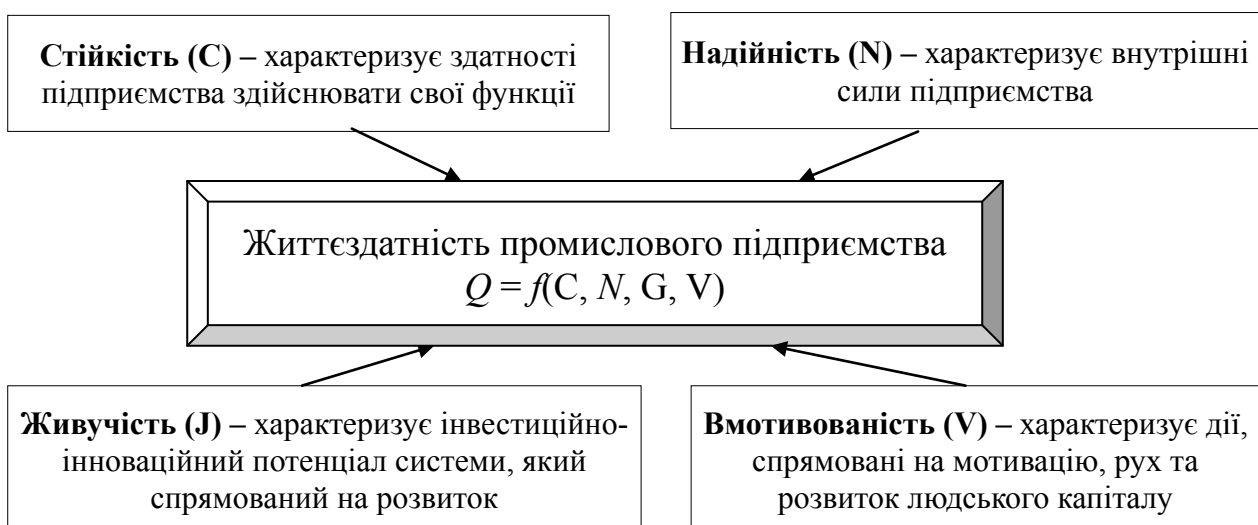 Стійкість (С) – характеризує здатності
підприємства здійснювати свої функції
Надійність (N) – характеризує внутрішні
сили підприємства
Життєздатність промислового підприємства
Q = f(C, N, G, V)
Живучість (J) – характеризує інвестиційно-
інноваційний потенціал системи, який
спрямований на розвиток
Вмотивованість (V) – характеризує дії,
спрямовані на мотивацію, рух та
розвиток людського капіталу